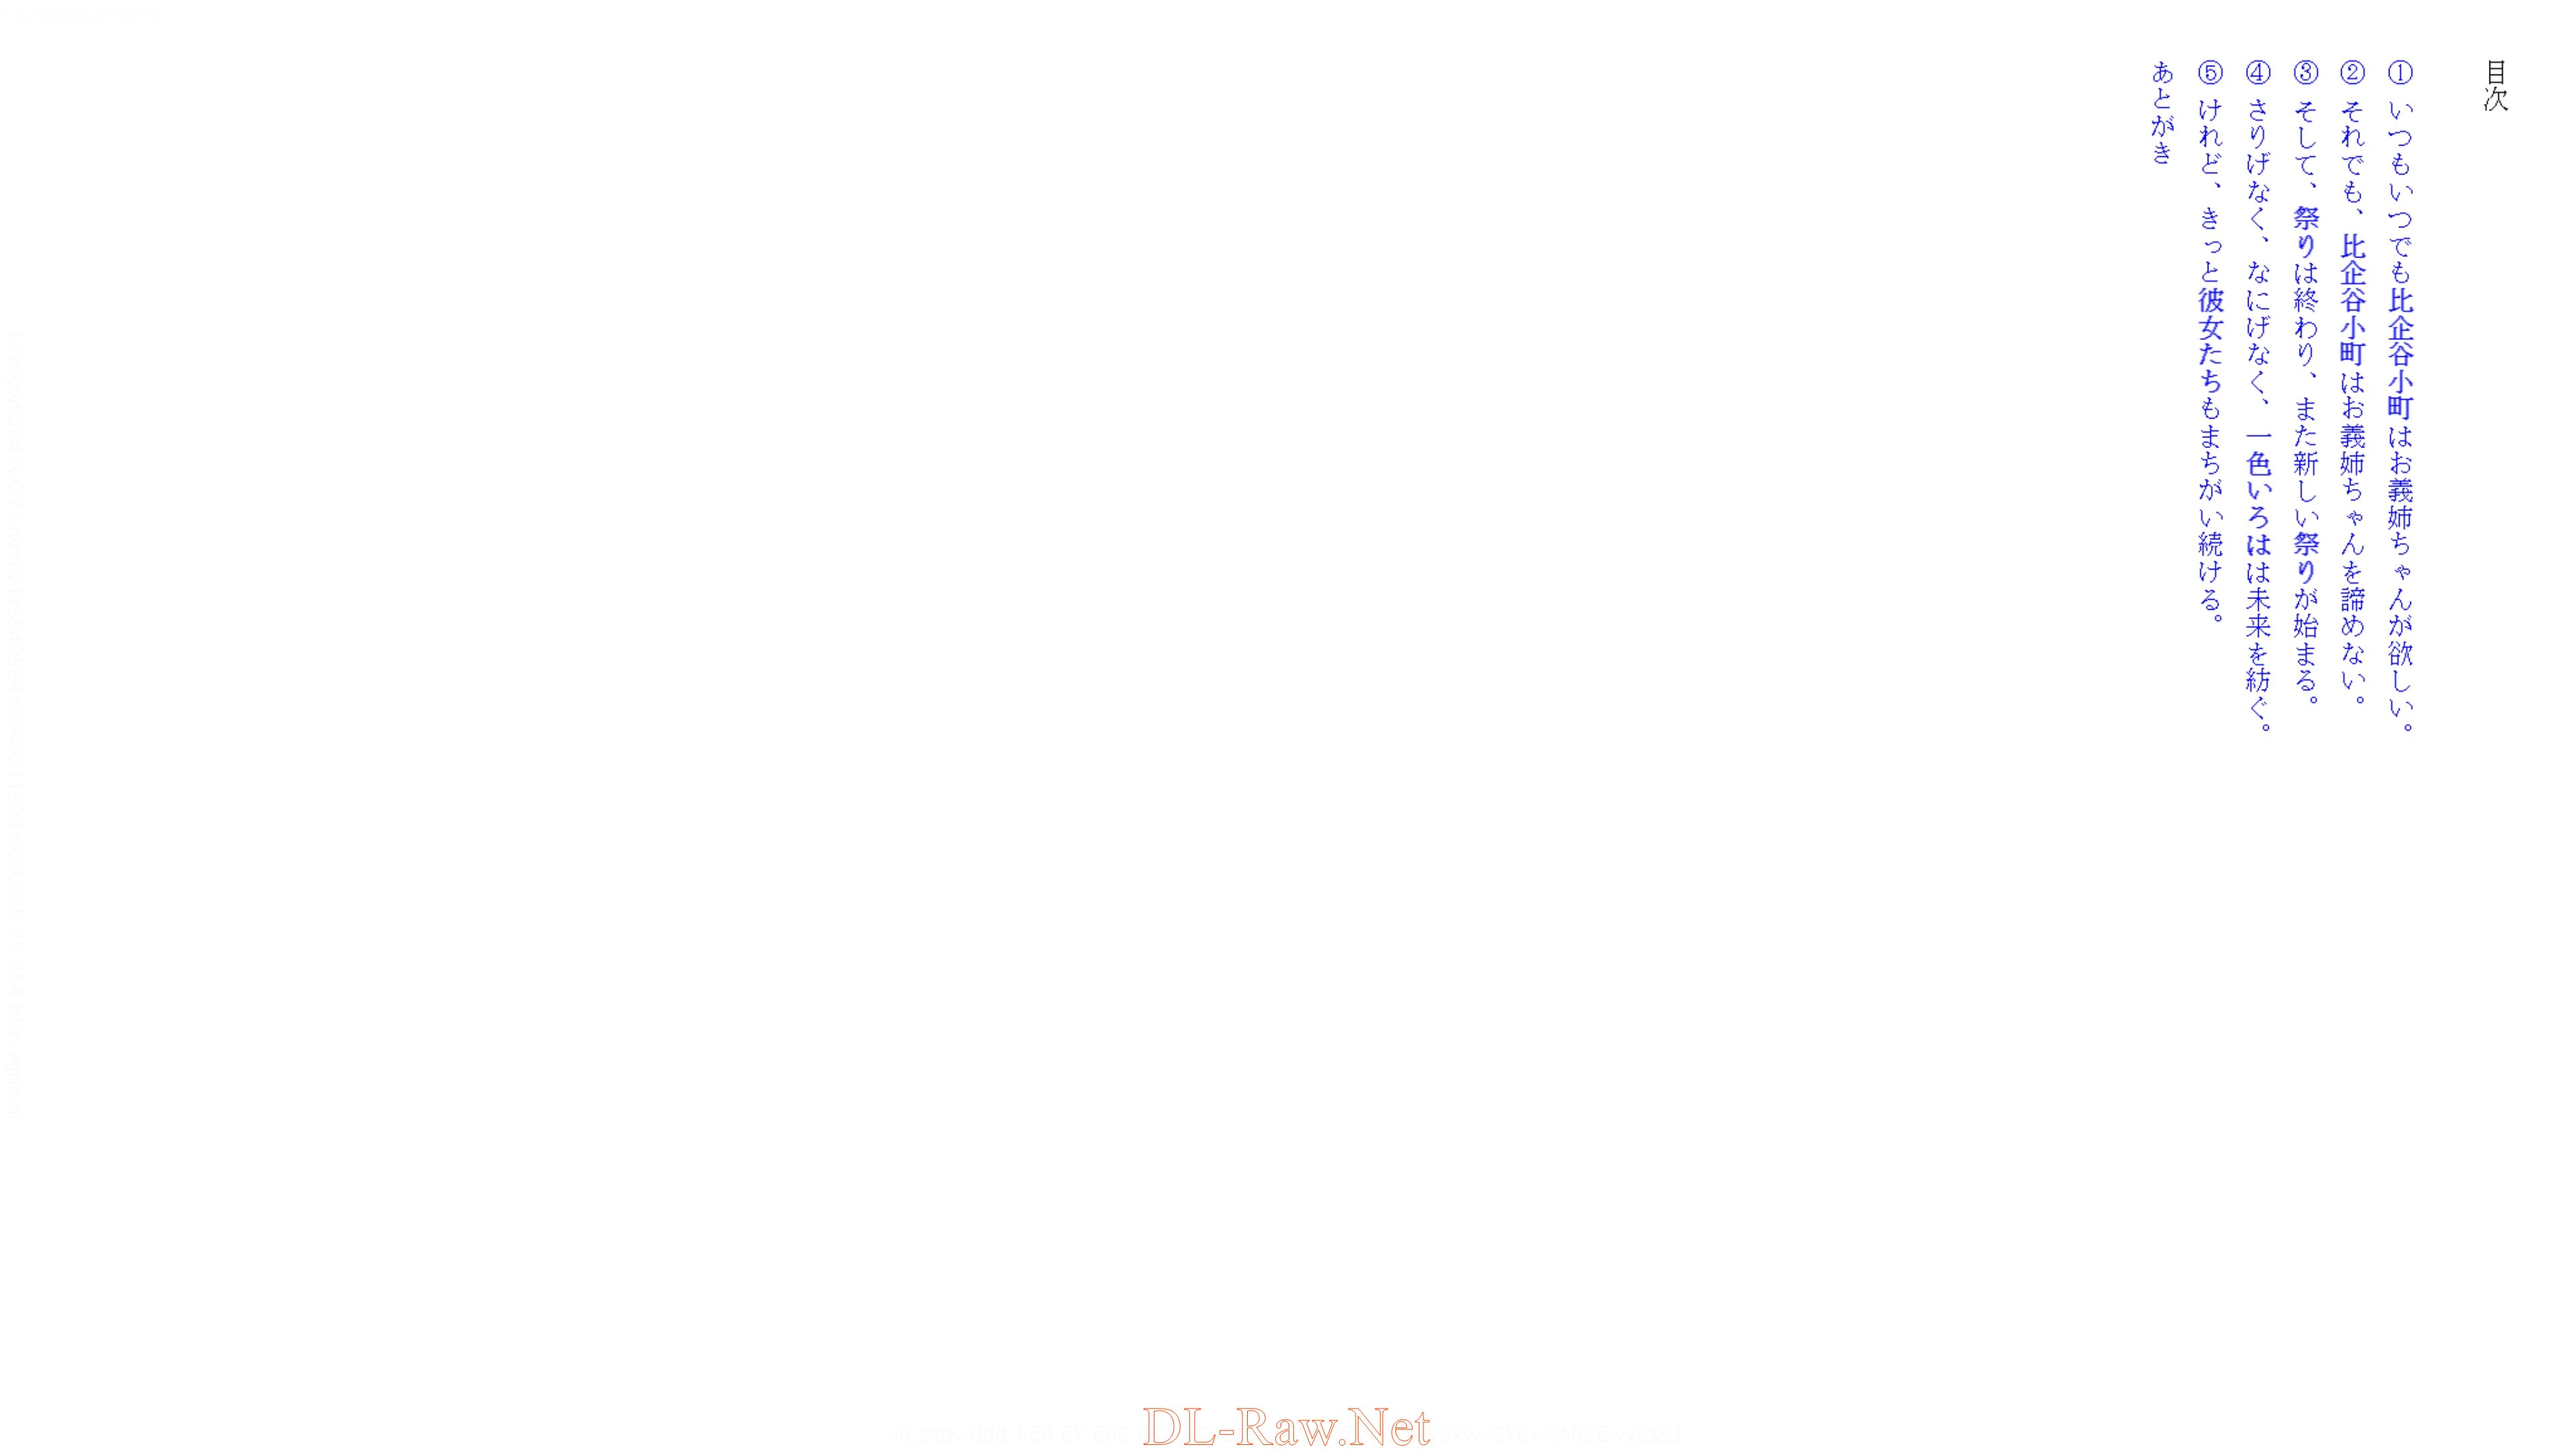 目次
① いつもいつでも比企谷小町はお義姉ちゃんが欲しい。
② それでも、比企谷小町はお義姉ちゃんを諦めない。
③ そして、祭りは終わり、また新しい祭りが始まる。
④ さりげなく、なにげなく、一色いろはは未来を紡ぐ。
⑤ けれど、きっと彼女たちもまちがい続ける。
あとがき
DL-Raw.Net